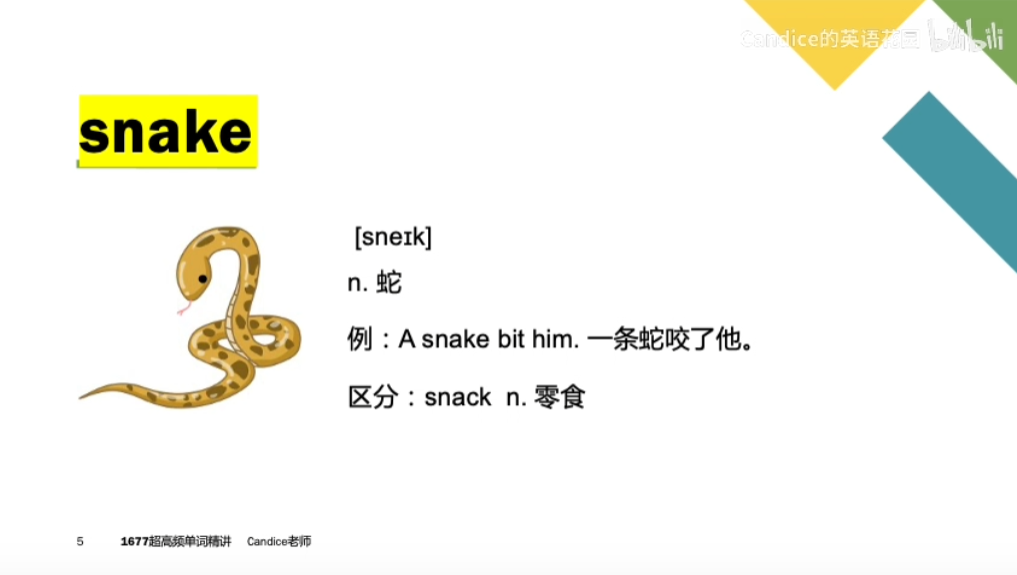 Candice的英语花园 bilibili
snake
[sneɪk]
n. 蛇
例：A snake bit him. 一条蛇咬了他。
区分：snack n. 零食
5 1677超高频单词精讲 Candice老师